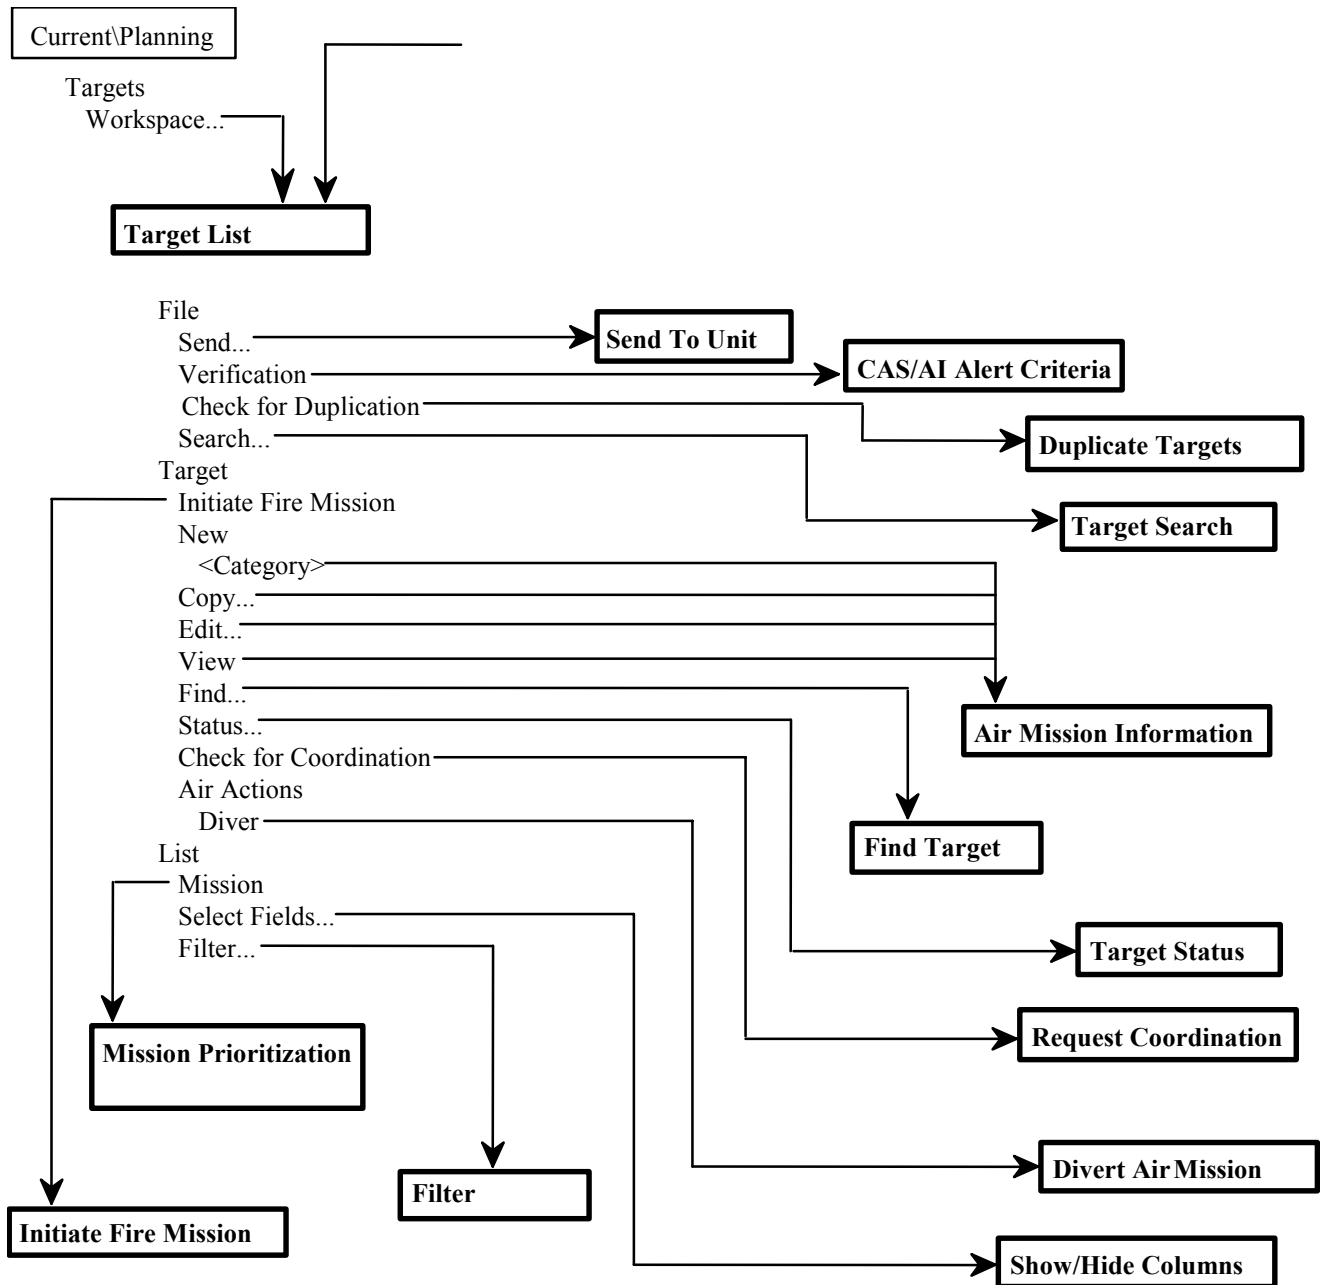 Current\Planning
Targets
Workspace...
Target List
File
Send...
Send To Unit
Verification
CAS/AI Alert Criteria
Check for Duplication
Duplicate Targets
Search...
Target
Initiate Fire Mission
Target Search
New
<Category>
Copy...
Edit...
View
Find...
Status...
Air Mission Information
Check for Coordination
Air Actions
Diver
Find Target
List
Mission
Select Fields...
Filter...
Target Status
Mission Prioritization
Request Coordination
Divert Air Mission
Filter
Initiate Fire Mission
Show/Hide Columns